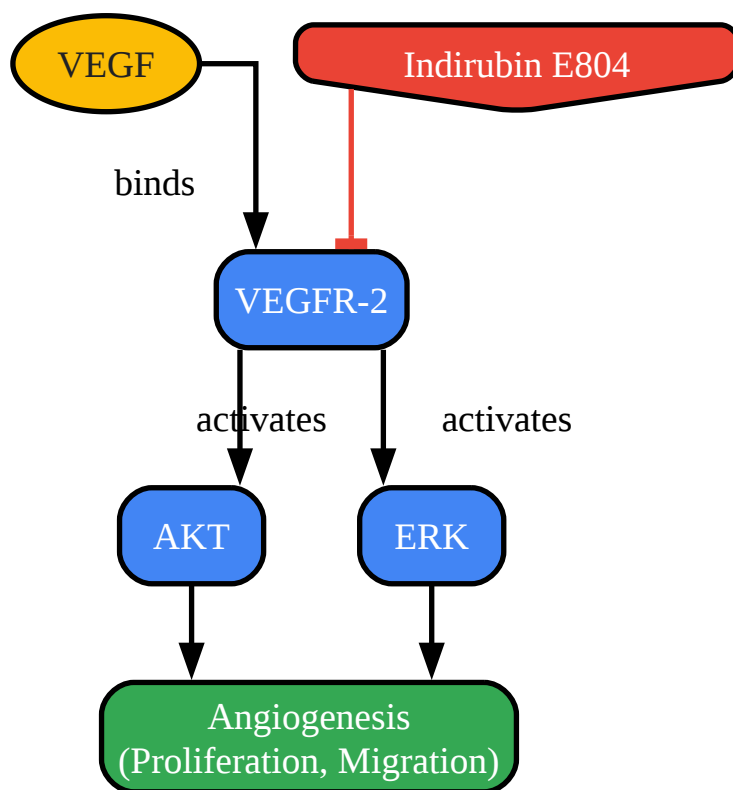 VEGF
Indirubin E804
binds
VEGFR-2
activates
activates
AKT
ERK
Angiogenesis
(Proliferation, Migration)